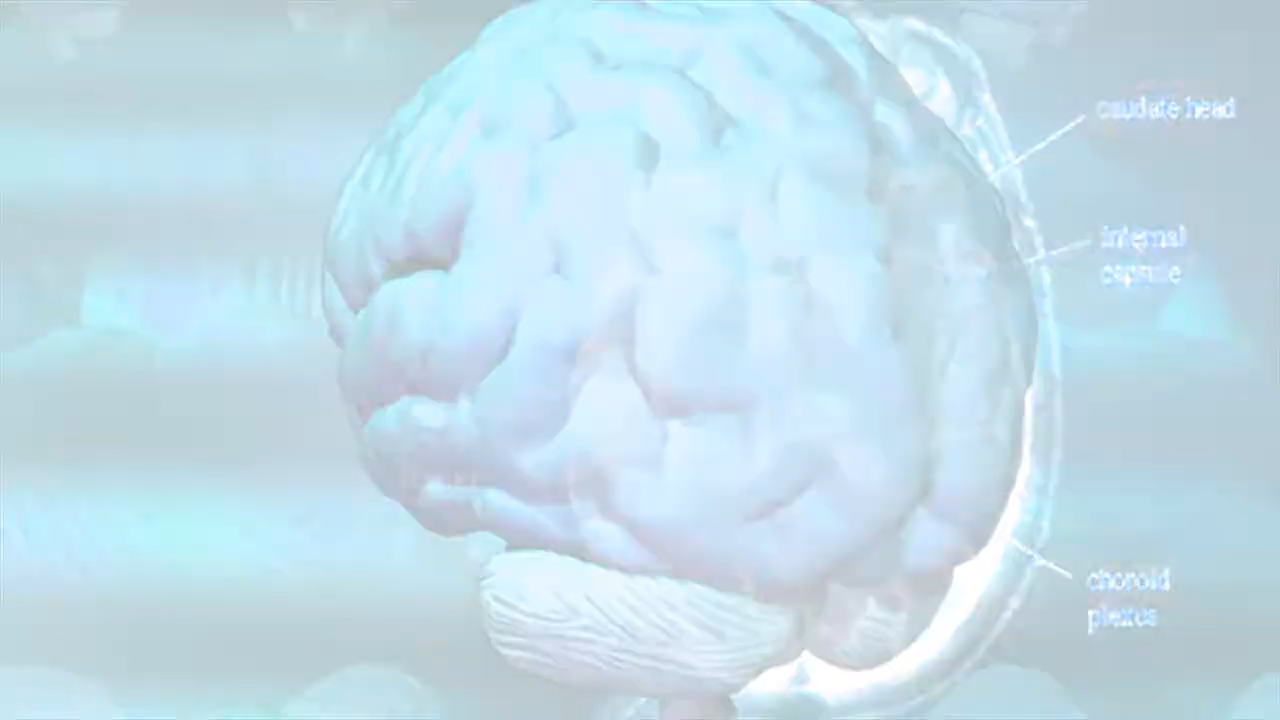 caudate head
internal
capsule
choroid
plexus